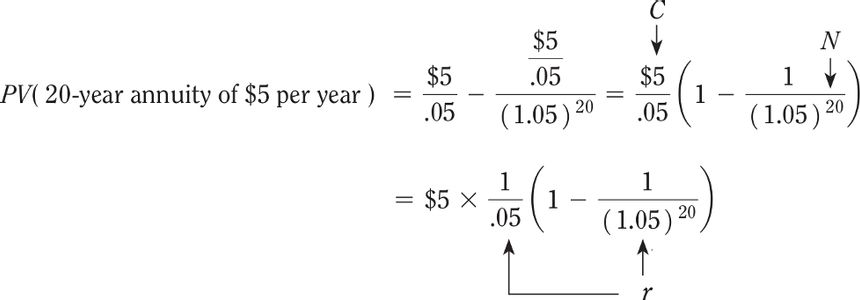 C
N
PV( 20-year annuity of $5 per year ) = $5/.05 − ($5/.05)/(1.05)^20 = $5/.05 (1 − 1/(1.05)^20)
= $5 × 1/.05 (1 − 1/(1.05)^20)
r